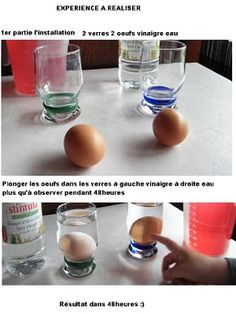 EXPERIENCE A REALISER
1er partie l'installation 2 verres 2 oeufs vinaigre eau
Plonger les oeufs dans les verres à gauche vinaigre à droite eau
plus qu'à observer pendant 48heures
stimula
Résultat dans 48heures :)